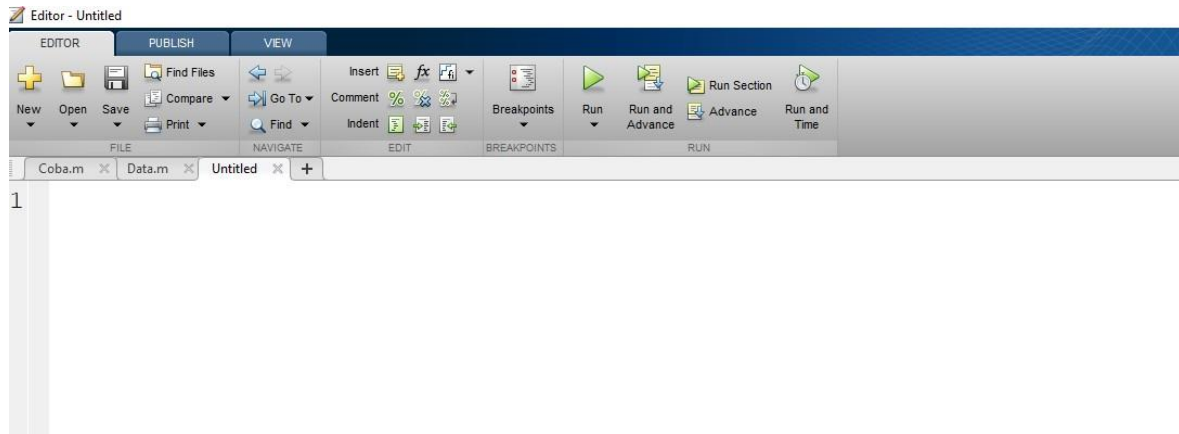 Editor - Untitled
EDITOR PUBLISH VIEW
New Open Save Find Files Compare Print
FILE
Go To Find
NAVIGATE
Insert fx
Comment
Indent
EDIT
Breakpoints
BREAKPOINTS
Run Run and Advance Run Section Advance Run and Time
RUN
Coba.m Data.m Untitled +
1